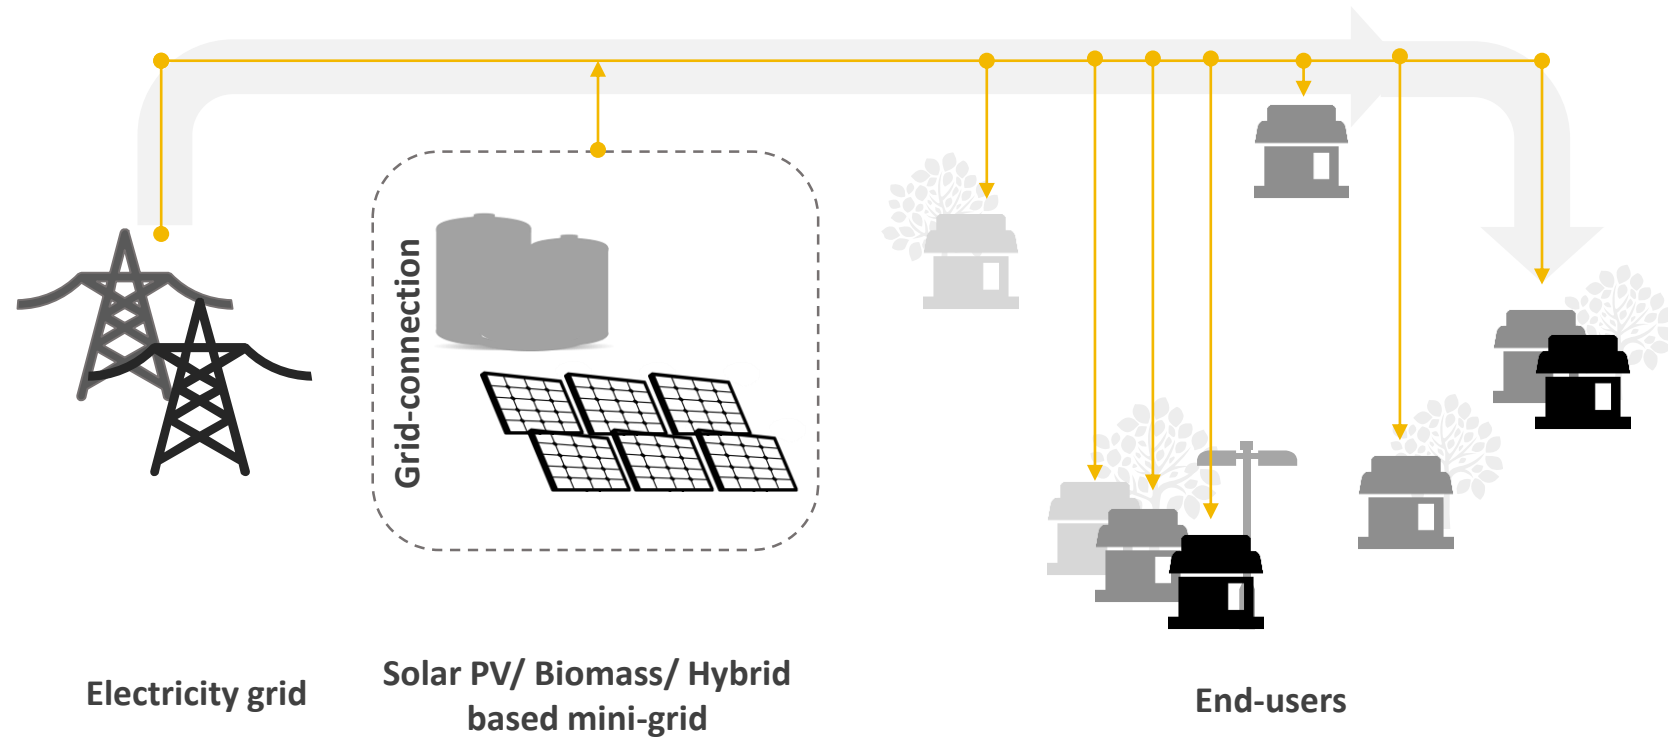 Grid-connection
Electricity grid
Solar PV/ Biomass/ Hybrid
based mini-grid
End-users